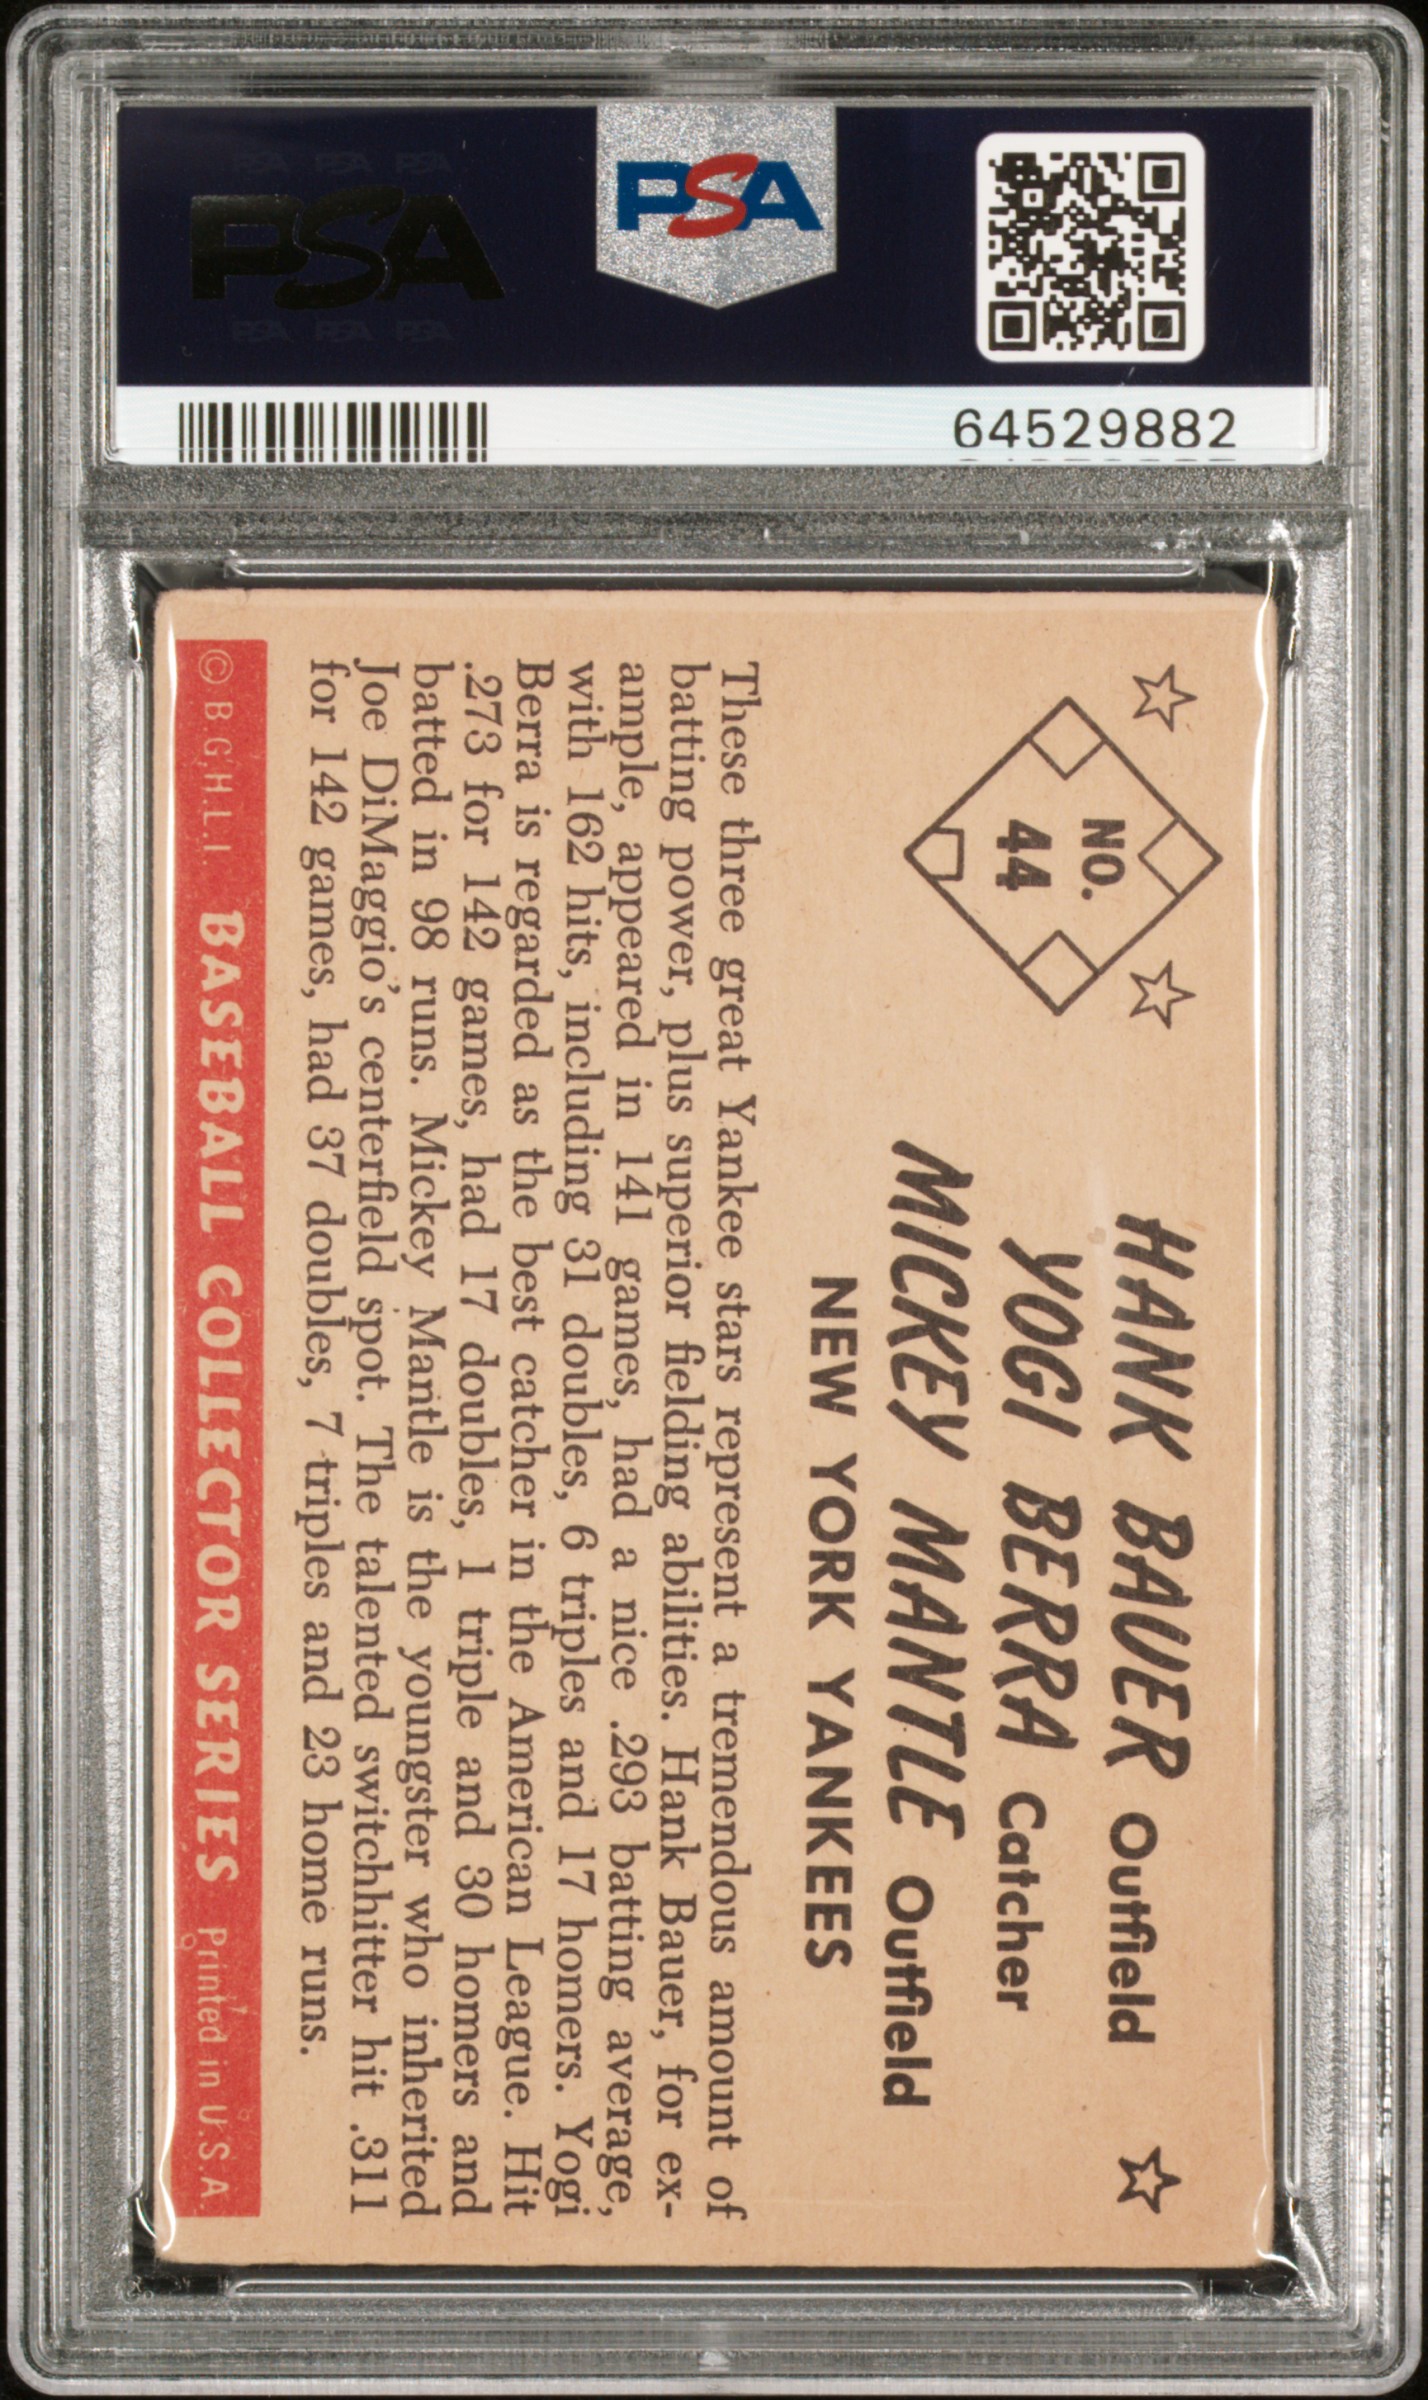 PSA PSA PSA
PSA
PSA PSA PSA
PSA
64529882
NO.
44
HANK BAUER Outfield
YOGI BERRA Catcher
MICKEY MANTLE Outfield
NEW YORK YANKEES
These three great Yankee stars represent a tremendous amount of
batting power, plus superior fielding abilities. Hank Bauer, for ex-
ample, appeared in 141 games, had a nice .293 batting average,
with 162 hits, including 31 doubles, 6 triples and 17 homers. Yogi
Berra is regarded as the best catcher in the American League. Hit
.273 for 142 games, had 17 doubles, 1 triple and 30 homers and
batted in 98 runs. Mickey Mantle is the youngster who inherited
Joe DiMaggio's centerfield spot. The talented switchhitter hit .311
for 142 games, had 37 doubles, 7 triples and 23 home runs.
© B.G.H.L.I. BASEBALL COLLECTOR SERIES Printed in U.S.A.